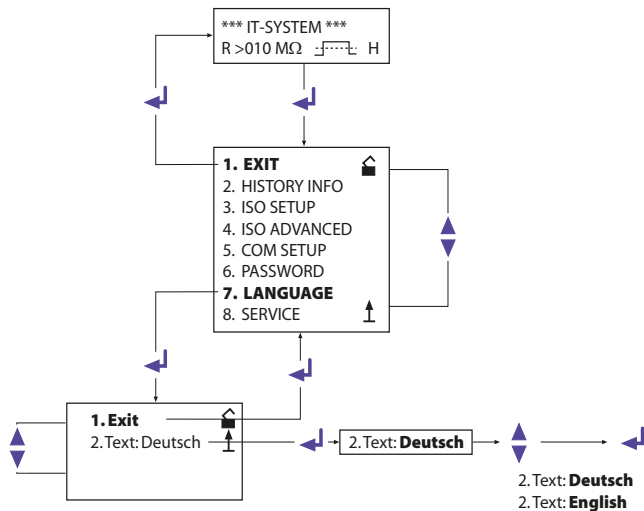 *** IT-SYSTEM ***
R >010 MΩ H
1. EXIT
2. HISTORY INFO
3. ISO SETUP
4. ISO ADVANCED
5. COM SETUP
6. PASSWORD
7. LANGUAGE
8. SERVICE
1. Exit
2. Text: Deutsch
2. Text: Deutsch
2. Text: Deutsch
2. Text: English